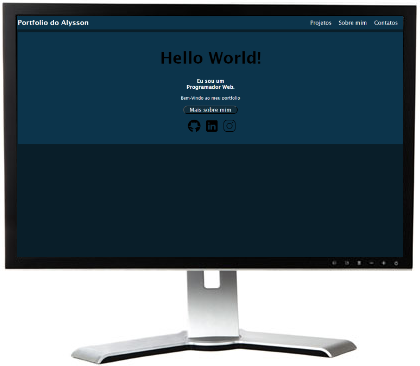 Portfolio do Alysson
Projetos Sobre mim Contatos
Hello World!
Eu sou um
Programador Web.
Bem-Vindo ao meu portfolio
Mais sobre mim
in